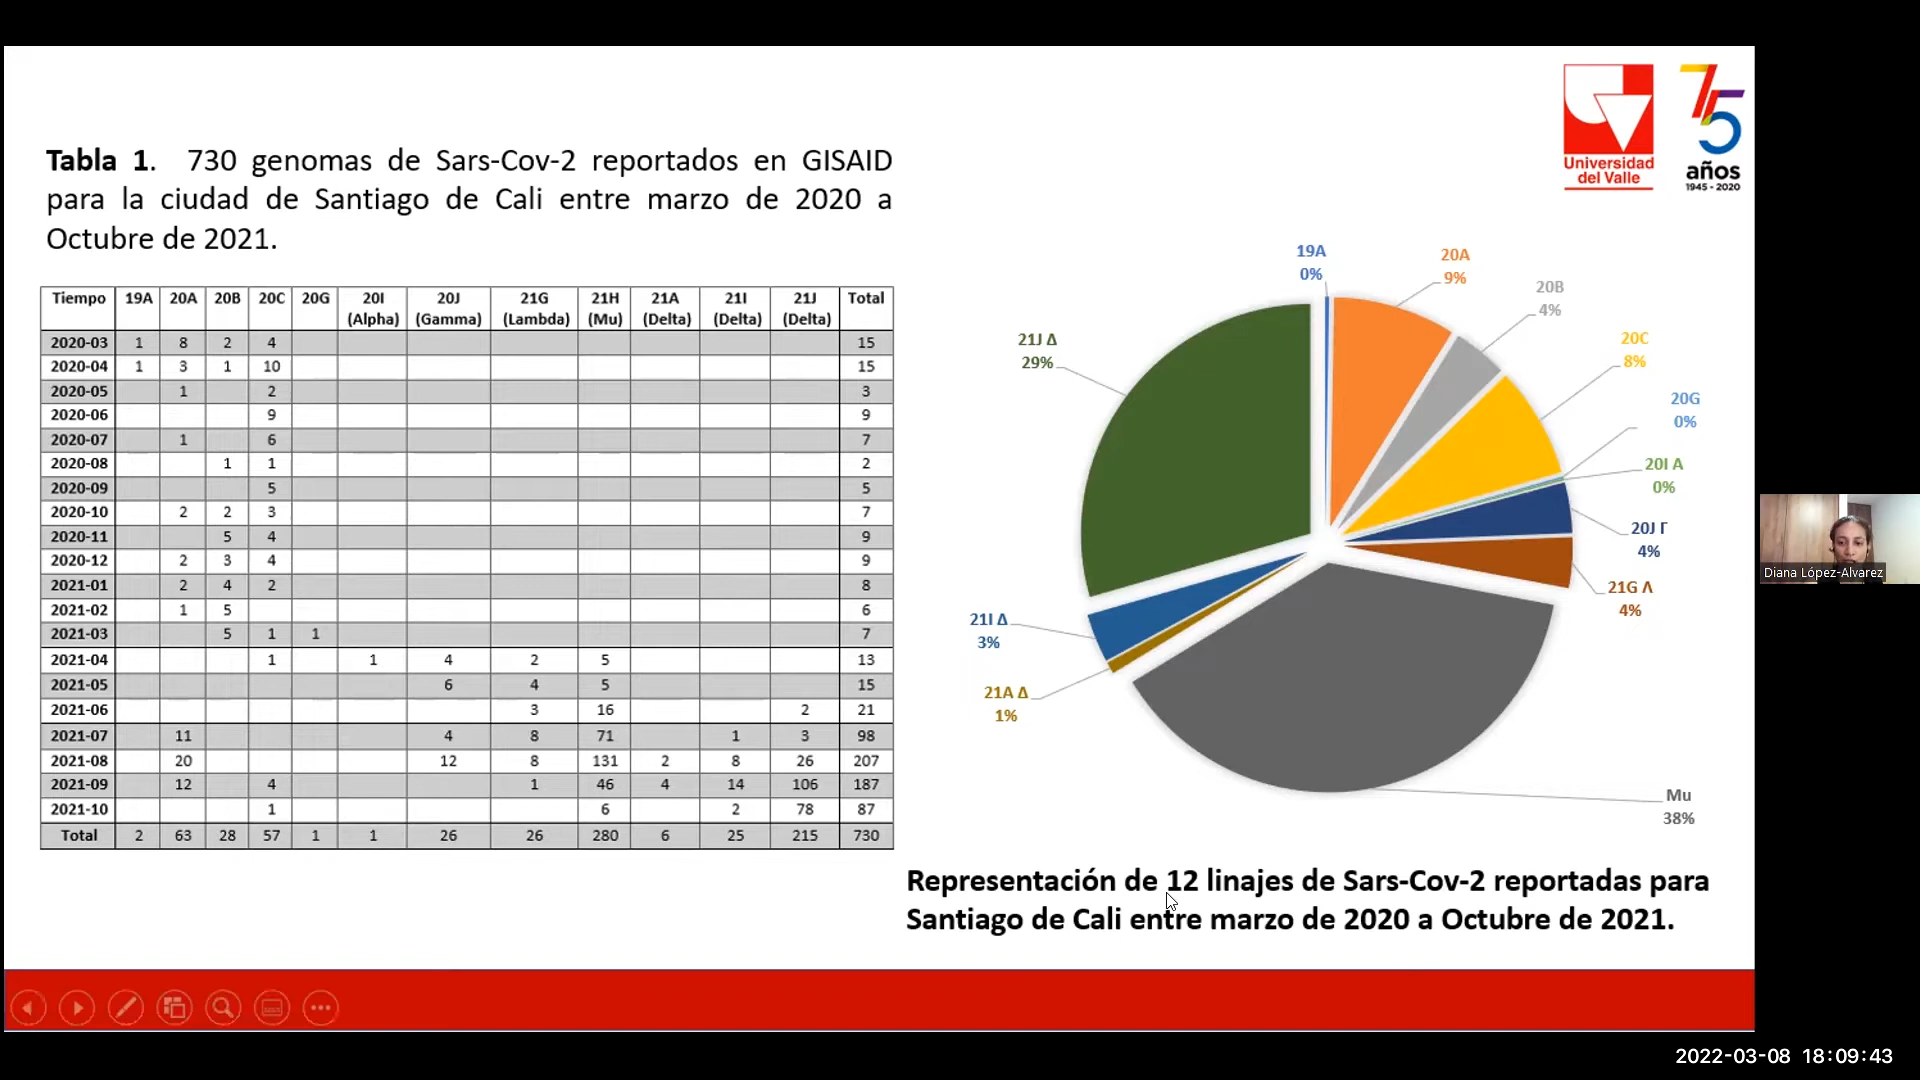 Universidad
del Valle
75
años
1945 - 2020
Tabla 1. 730 genomas de Sars-Cov-2 reportados en GISAID
para la ciudad de Santiago de Cali entre marzo de 2020 a
Octubre de 2021.
Tiempo 19A 20A 20B 20C 20G 20I (Alpha) 20J (Gamma) 21G (Lambda) 21H (Mu) 21A (Delta) 21I (Delta) 21J (Delta) Total
2020-03 1 8 2 4 15
2020-04 1 3 1 10 15
2020-05 1 2 3
2020-06 9 9
2020-07 1 6 7
2020-08 1 1 2
2020-09 5 5
2020-10 2 2 3 7
2020-11 5 4 9
2020-12 2 3 4 9
2021-01 2 4 2 8
2021-02 1 5 6
2021-03 5 1 1 7
2021-04 1 1 4 2 5 13
2021-05 6 4 5 15
2021-06 3 16 2 21
2021-07 11 4 8 71 1 3 98
2021-08 20 12 8 131 2 8 26 207
2021-09 12 4 1 46 4 14 106 187
2021-10 1 6 2 78 87
Total 2 63 28 57 1 1 26 26 280 6 25 215 730
19A
0%
20A
9%
20B
4%
20C
8%
20G
0%
20I A
0%
20J Γ
4%
21G Λ
4%
Mu
38%
21A Δ
1%
21I Δ
3%
21J Δ
29%
Representación de 12 linajes de Sars-Cov-2 reportadas para
Santiago de Cali entre marzo de 2020 a Octubre de 2021.
Diana López-Alvarez
2022-03-08 18:09:43